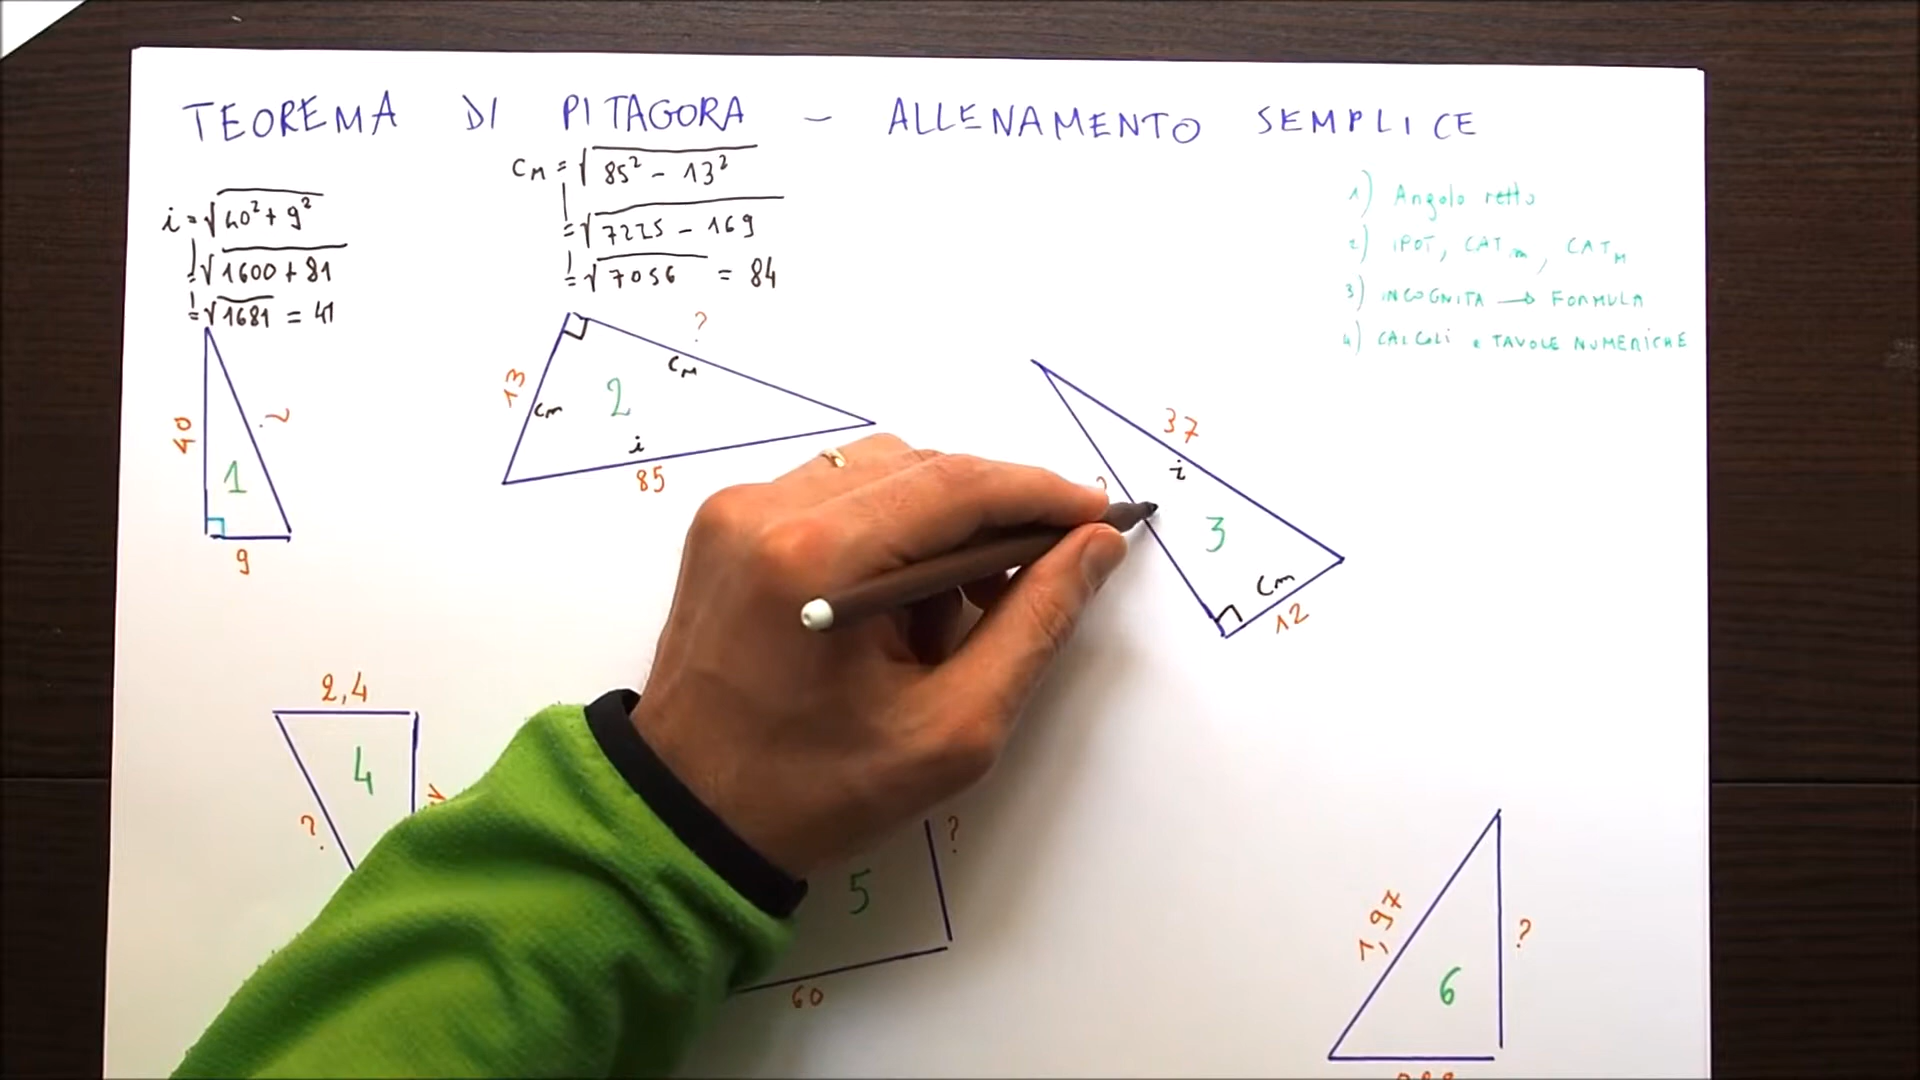 TEOREMA DI PITAGORA – ALLENAMENTO SEMPLICE
i = √40² + 9²
= √1600 + 81
= √1681 = 41
40
?
1
9
cM = √85² – 13²
= √7225 – 169
= √7056 = 84
?
cM
13
cm
2
i
85
1) Angolo retto
2) IPOT, CATm, CATM
3) INCOGNITA → FORMULA
4) CALCOLI e TAVOLE NUMERICHE
37
i
?
3
cm
12
2,4
4
?
?
5
60
1,97
?
6